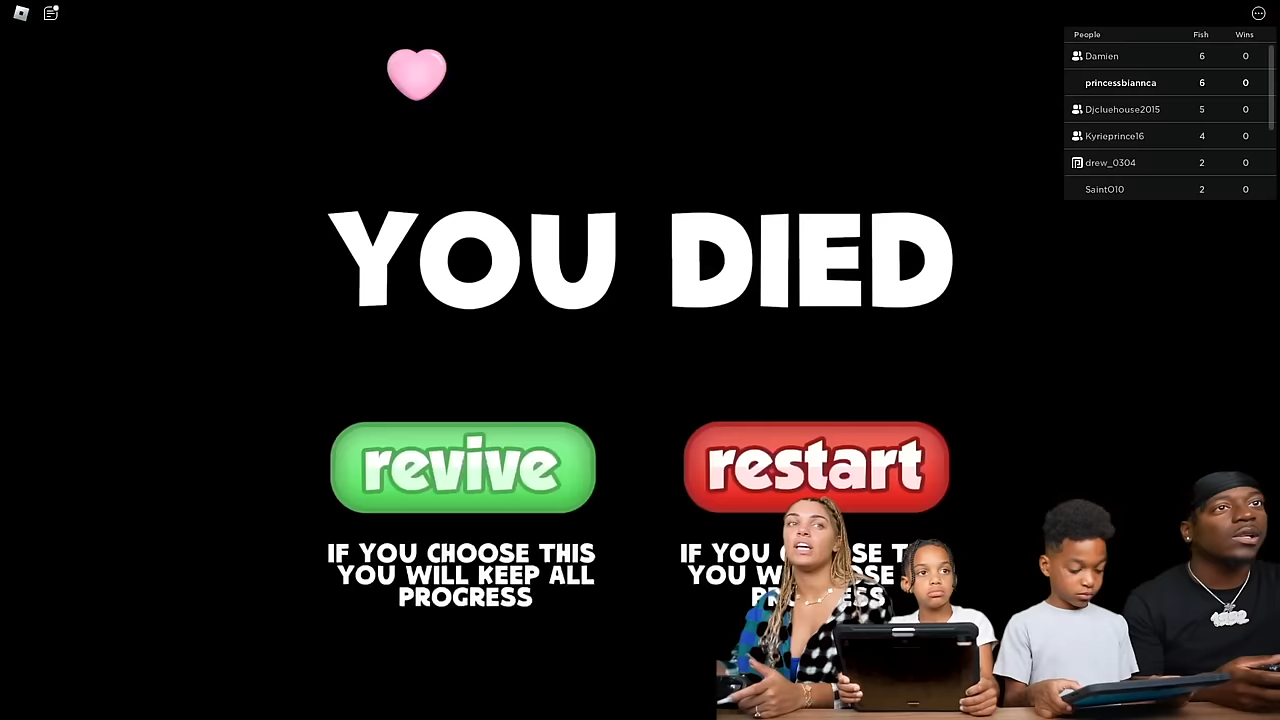 People Fish Wins
Damien 6 0
princessbiannca 6 0
Djcluehouse2015 5 0
Kyrieprince16 4 0
drew_0304 2 0
SaintO10 2 0
YOU DIED
revive restart
IF YOU CHOOSE THIS
YOU WILL KEEP ALL
PROGRESS
IF YOU
YOU